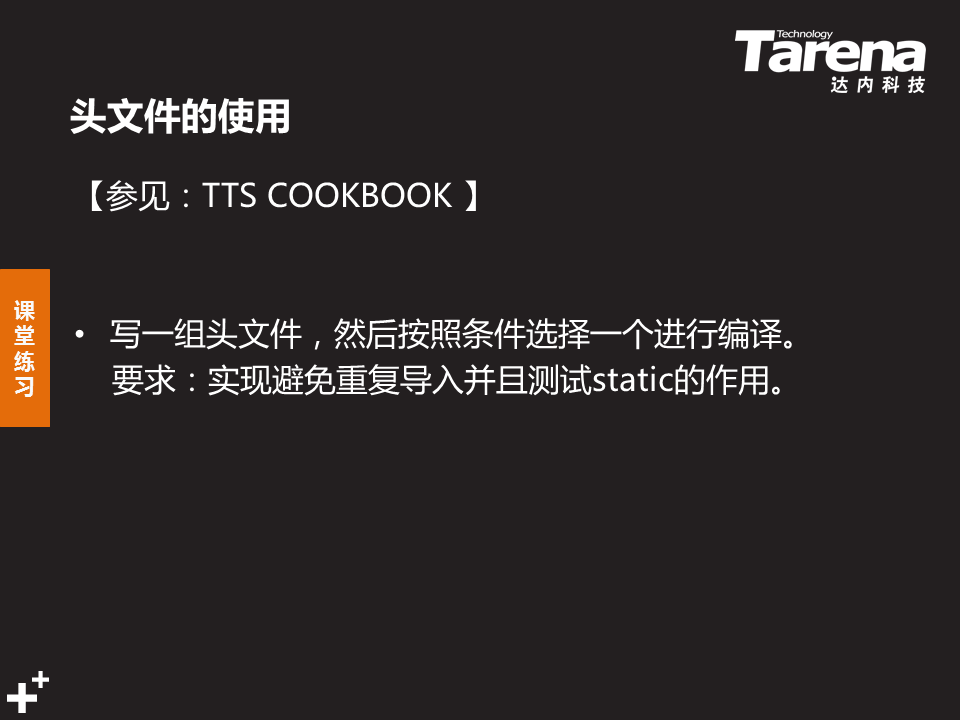 Technology
Tarena
达内科技
头文件的使用
【参见：TTS COOKBOOK 】
课堂练习
• 写一组头文件，然后按照条件选择一个进行编译。
要求：实现避免重复导入并且测试static的作用。